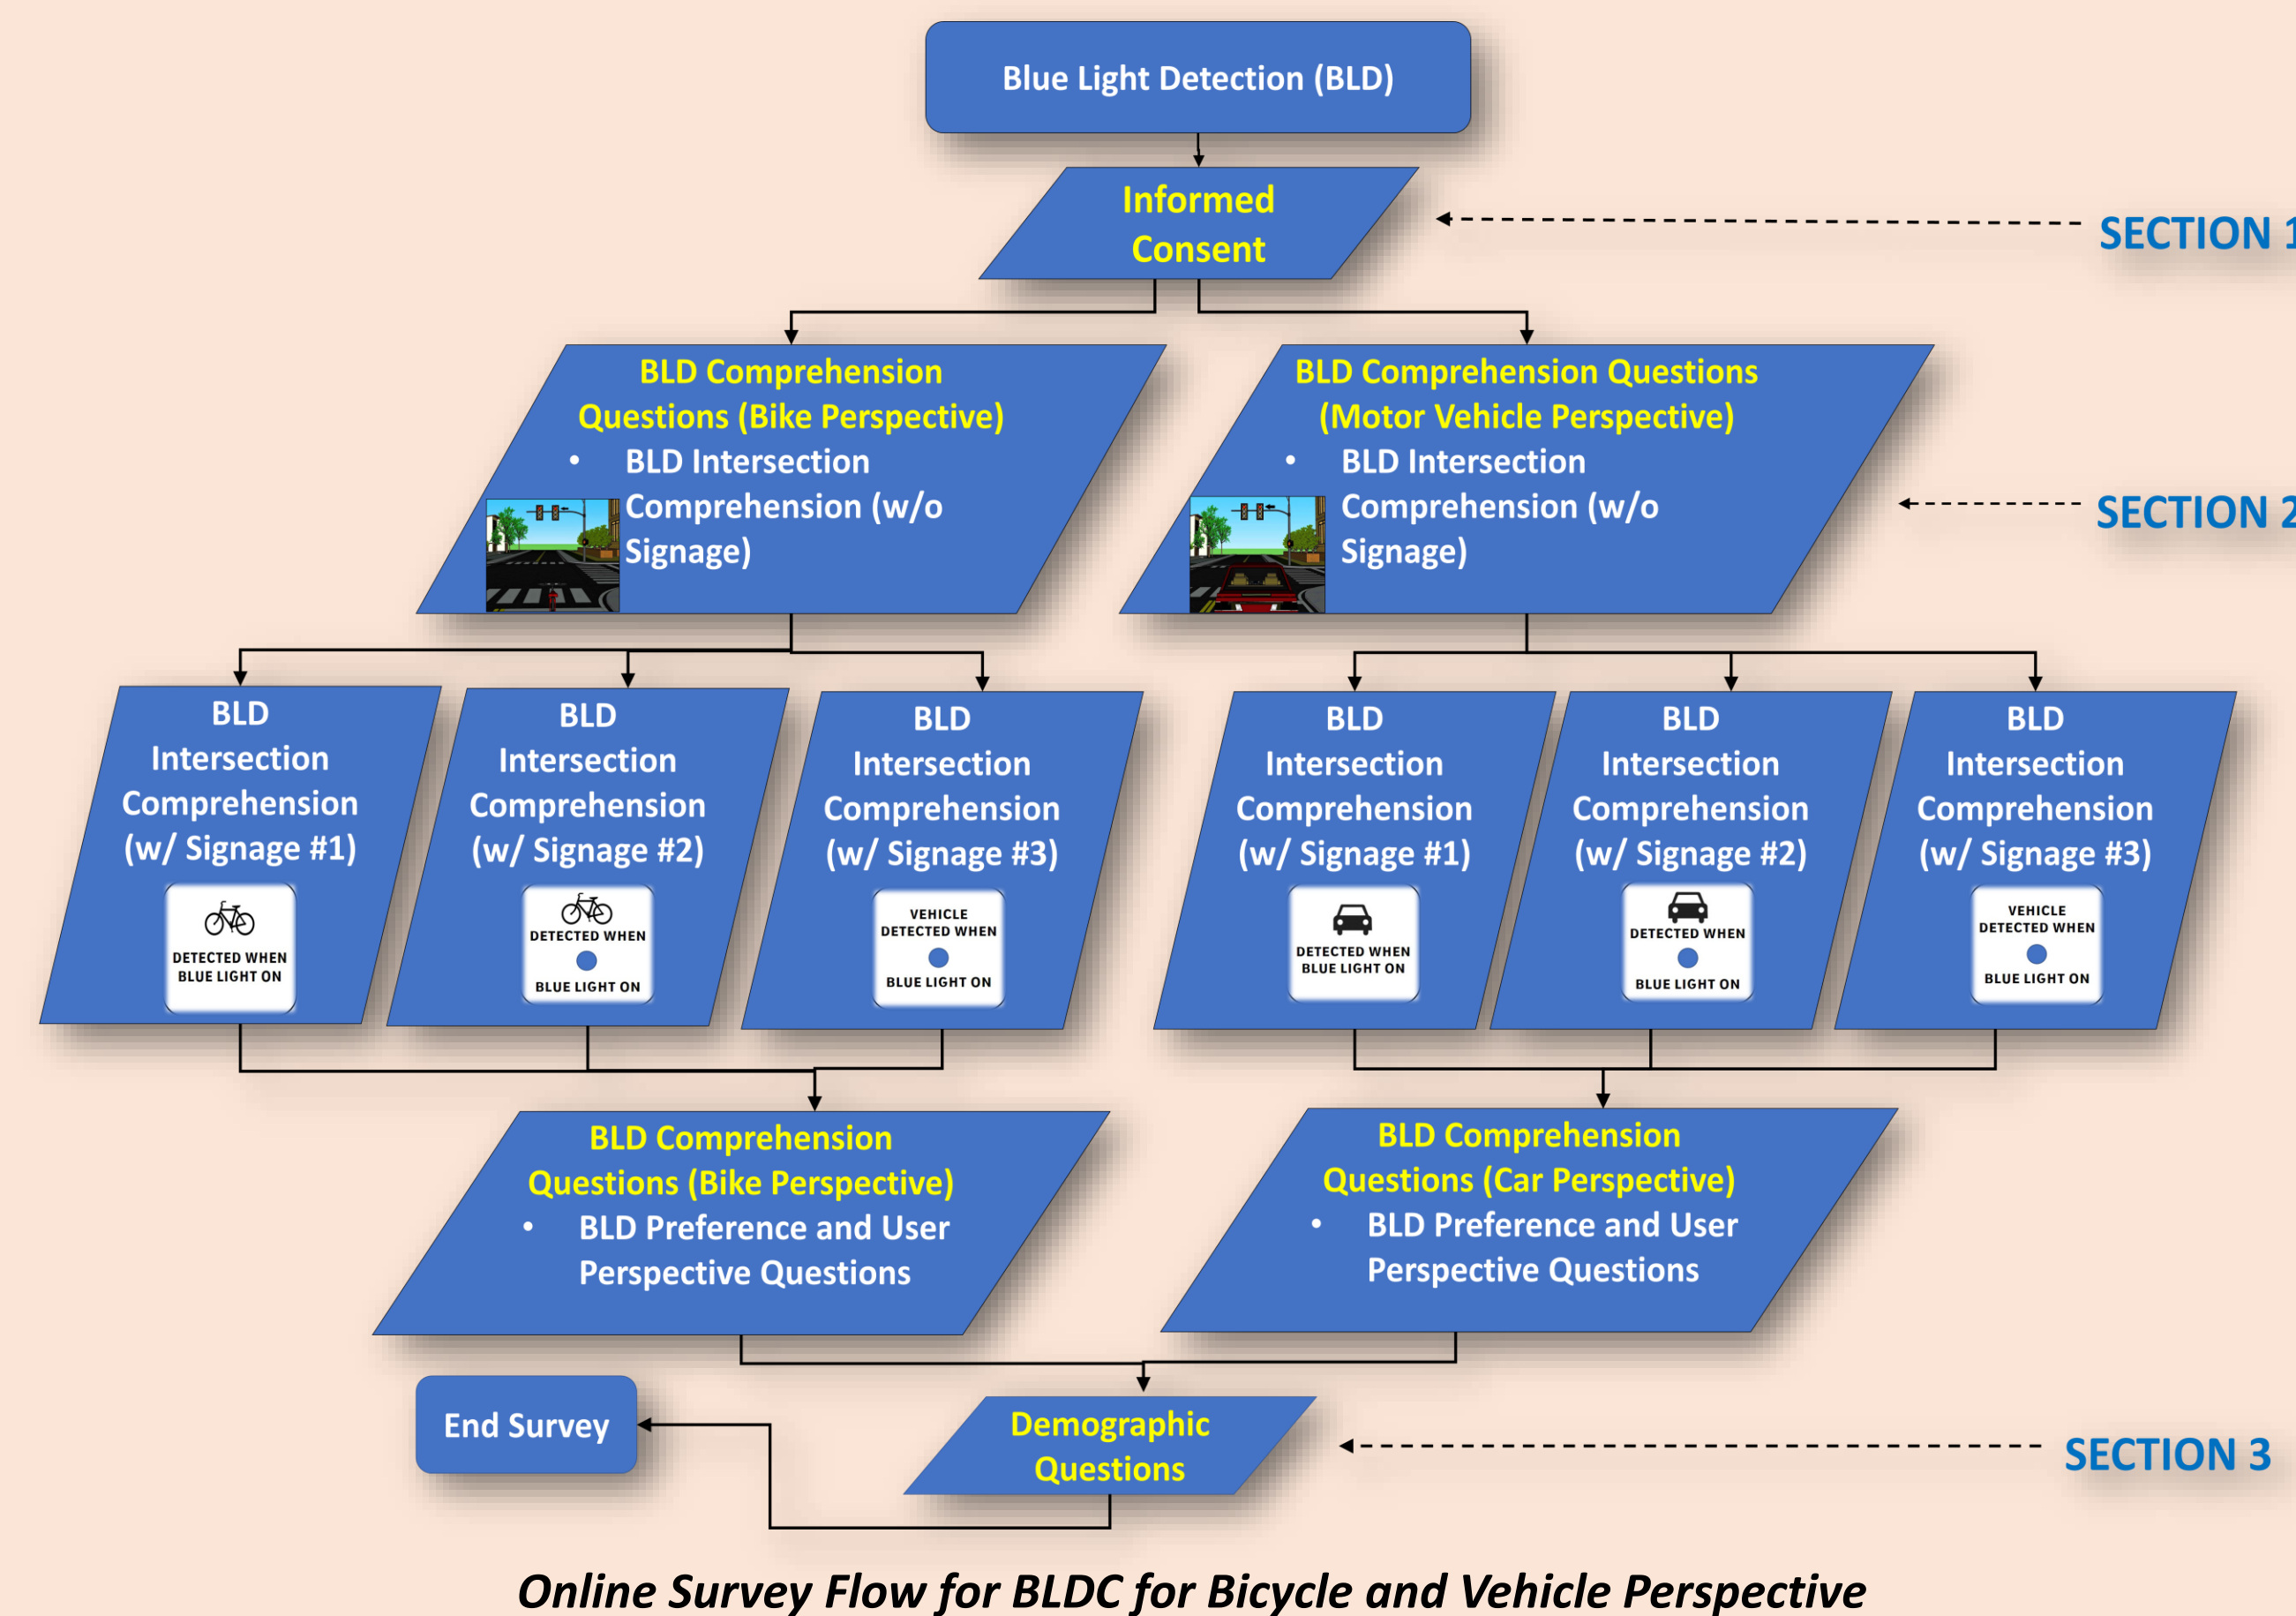 Blue Light Detection (BLD)
Informed
Consent
SECTION 1
BLD Comprehension
Questions (Bike Perspective)
• BLD Intersection
Comprehension (w/o
Signage)
BLD Comprehension Questions
(Motor Vehicle Perspective)
• BLD Intersection
Comprehension (w/o
Signage)
SECTION 2
BLD
Intersection
Comprehension
(w/ Signage #1)
DETECTED WHEN
BLUE LIGHT ON
BLD
Intersection
Comprehension
(w/ Signage #2)
DETECTED WHEN
BLUE LIGHT ON
BLD
Intersection
Comprehension
(w/ Signage #3)
VEHICLE
DETECTED WHEN
BLUE LIGHT ON
BLD
Intersection
Comprehension
(w/ Signage #1)
DETECTED WHEN
BLUE LIGHT ON
BLD
Intersection
Comprehension
(w/ Signage #2)
DETECTED WHEN
BLUE LIGHT ON
BLD
Intersection
Comprehension
(w/ Signage #3)
VEHICLE
DETECTED WHEN
BLUE LIGHT ON
BLD Comprehension
Questions (Bike Perspective)
• BLD Preference and User
Perspective Questions
BLD Comprehension
Questions (Car Perspective)
• BLD Preference and User
Perspective Questions
End Survey
Demographic
Questions
SECTION 3
Online Survey Flow for BLDC for Bicycle and Vehicle Perspective